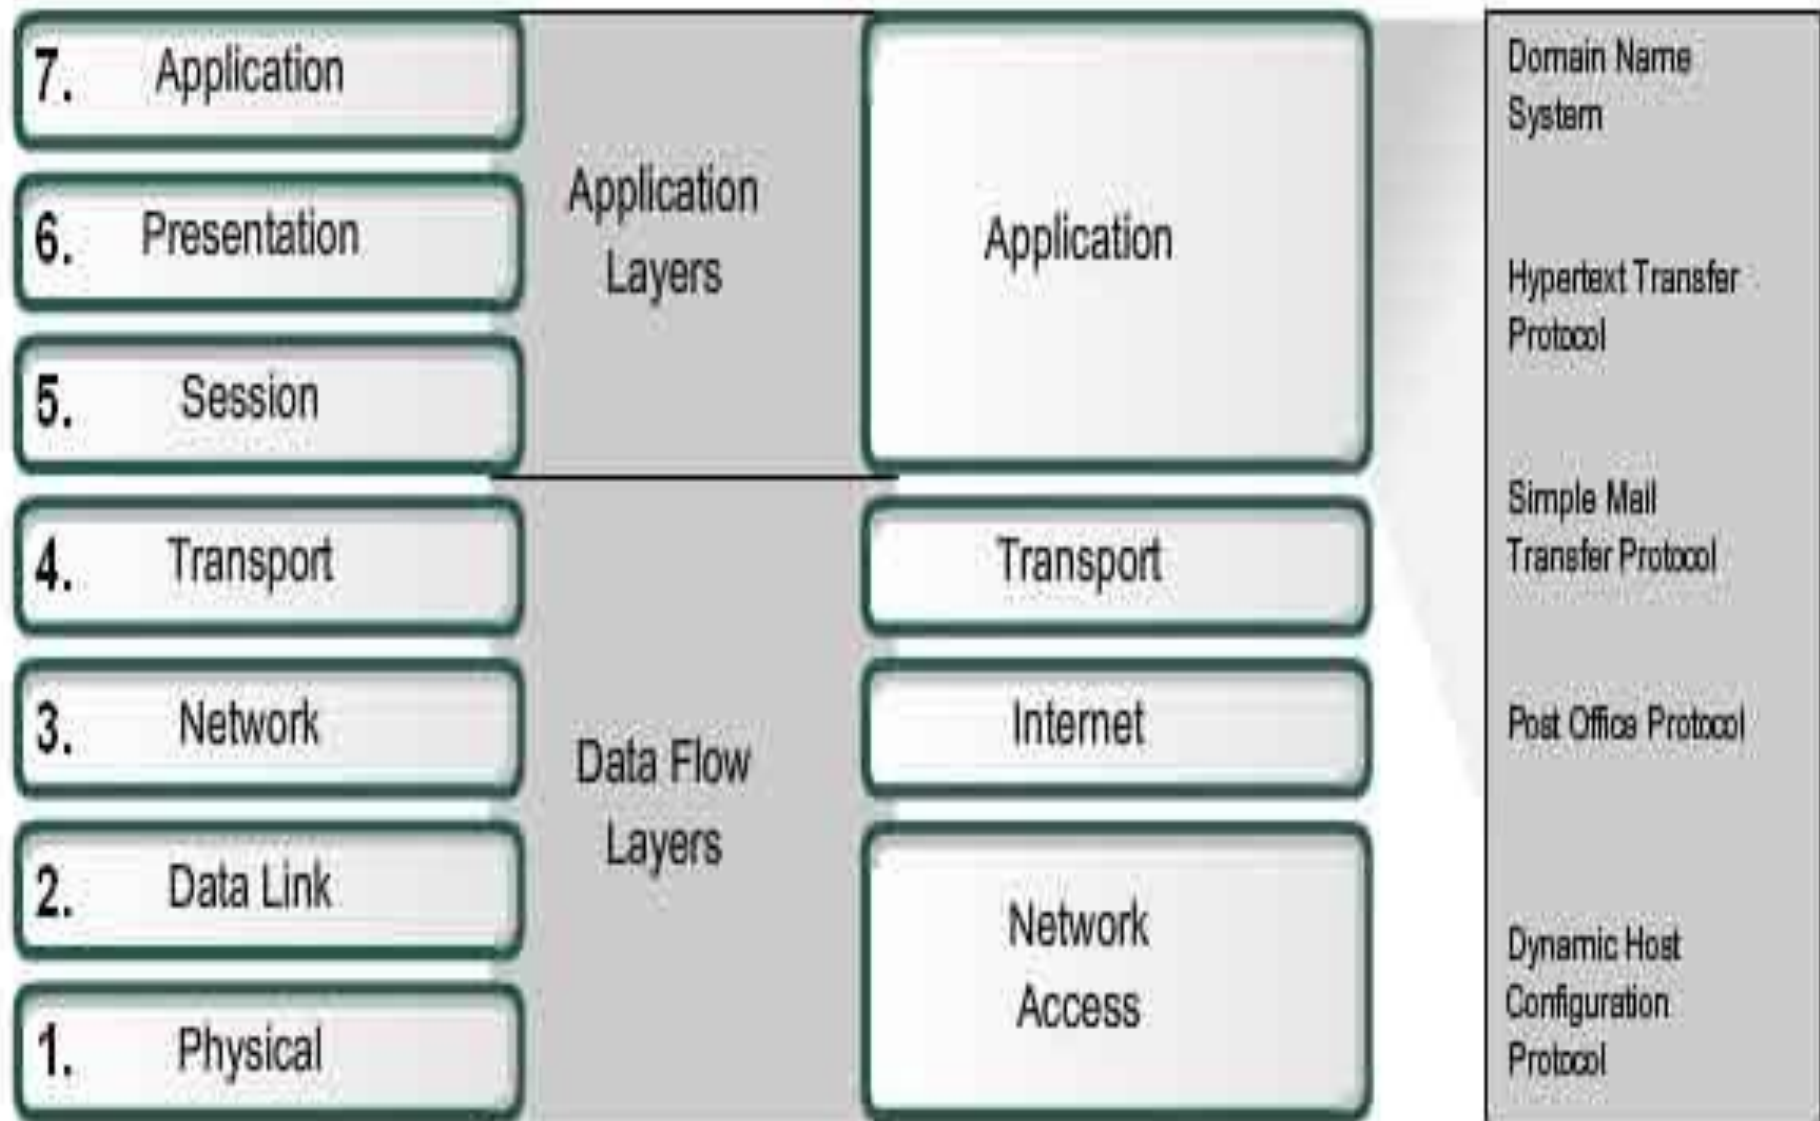 7. Application
6. Presentation
5. Session
4. Transport
3. Network
2. Data Link
1. Physical
Application
Layers
Data Flow
Layers
Application
Transport
Internet
Network
Access
Domain Name
System
Hypertext Transfer
Protocol
Simple Mail
Transfer Protocol
Post Office Protocol
Dynamic Host
Configuration
Protocol